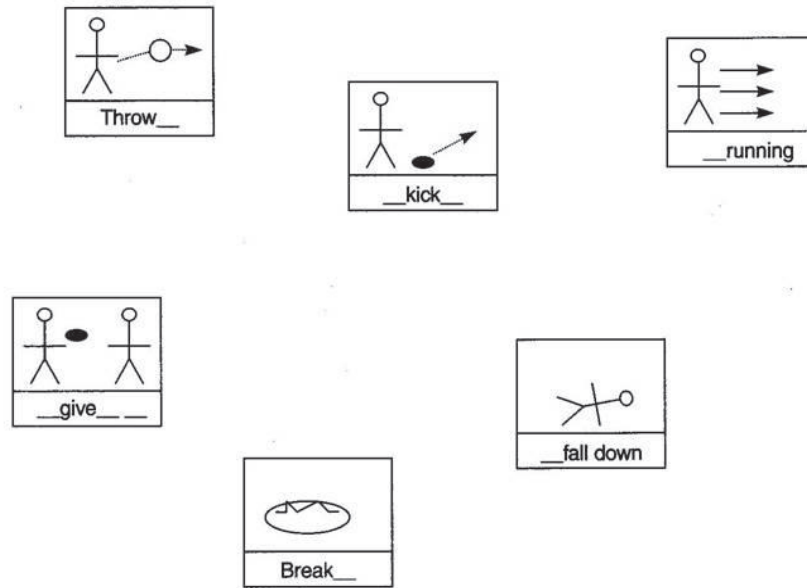 Throw__
__kick__
__running
__give__ __
__fall down
Break__